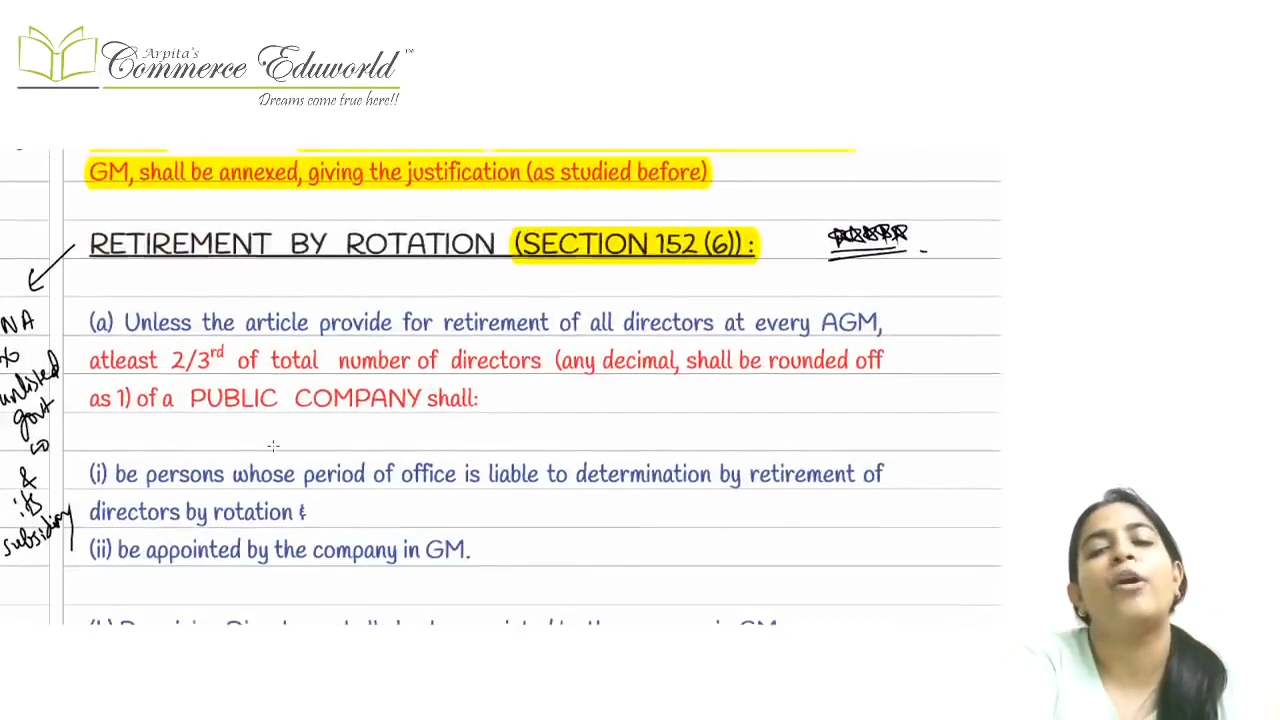 Arpita's
Commerce Eduworld™
Dreams come true here!!
GM, shall be annexed, giving the justification (as studied before)
RETIREMENT BY ROTATION (SECTION 152 (6)) :
(a) Unless the article provide for retirement of all directors at every AGM,
atleast 2/3rd of total number of directors (any decimal, shall be rounded off
as 1) of a PUBLIC COMPANY shall:
(i) be persons whose period of office is liable to determination by retirement of
directors by rotation &
(ii) be appointed by the company in GM.
NA
to
unlisted
govt
co
&
its
subsidiary